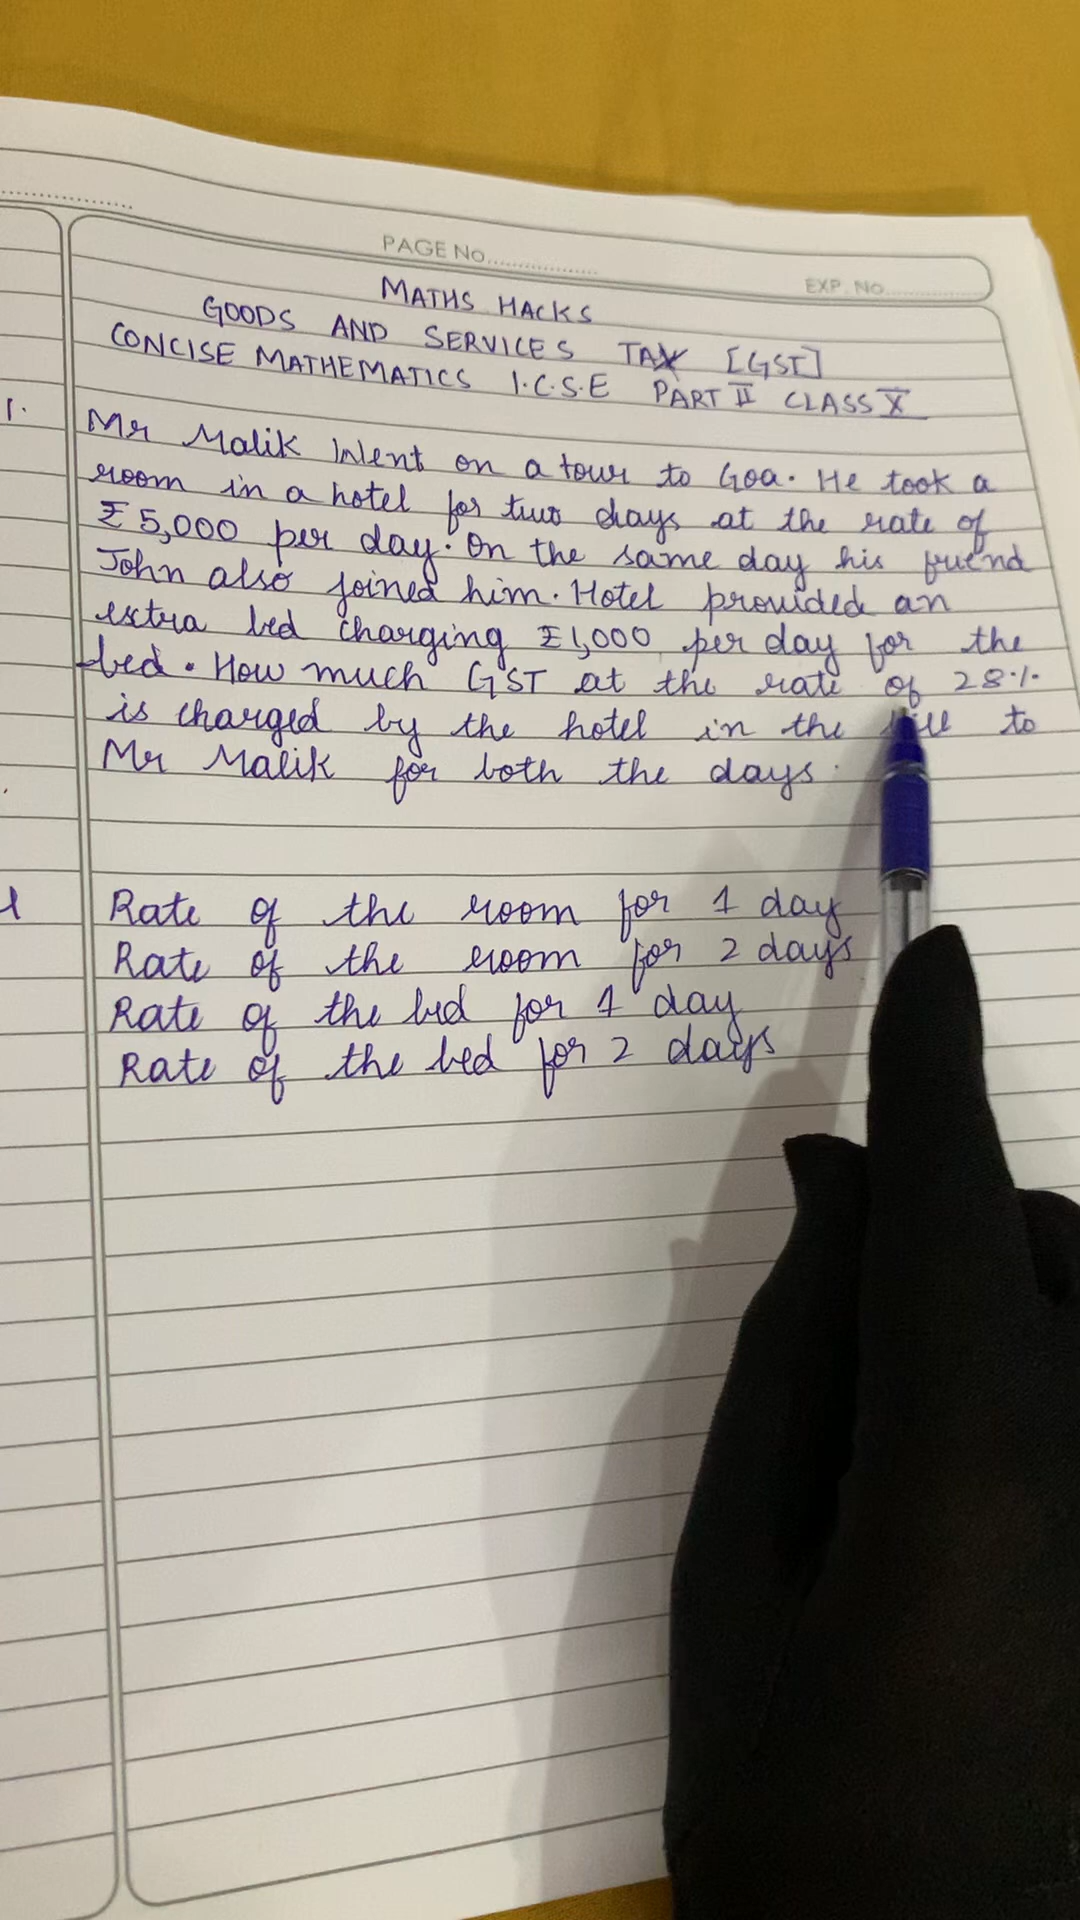 PAGE No.
EXP. No.
MATHS HACKS
GOODS AND SERVICES TAX [GST]
CONCISE MATHEMATICS I.C.S.E PART II CLASS X
1. Mr Malik Went on a tour to Goa. He took a
room in a hotel for two days at the rate of
₹5,000 per day. On the same day his friend
John also joined him. Hotel provided an
extra bed charging ₹1,000 per day for the
bed. How much GST at the rate of 28%
is charged by the hotel in the bill to
Mr Malik for both the days.
Rate of the room for 1 day
Rate of the room for 2 days
Rate of the bed for 1 day
Rate of the bed for 2 days